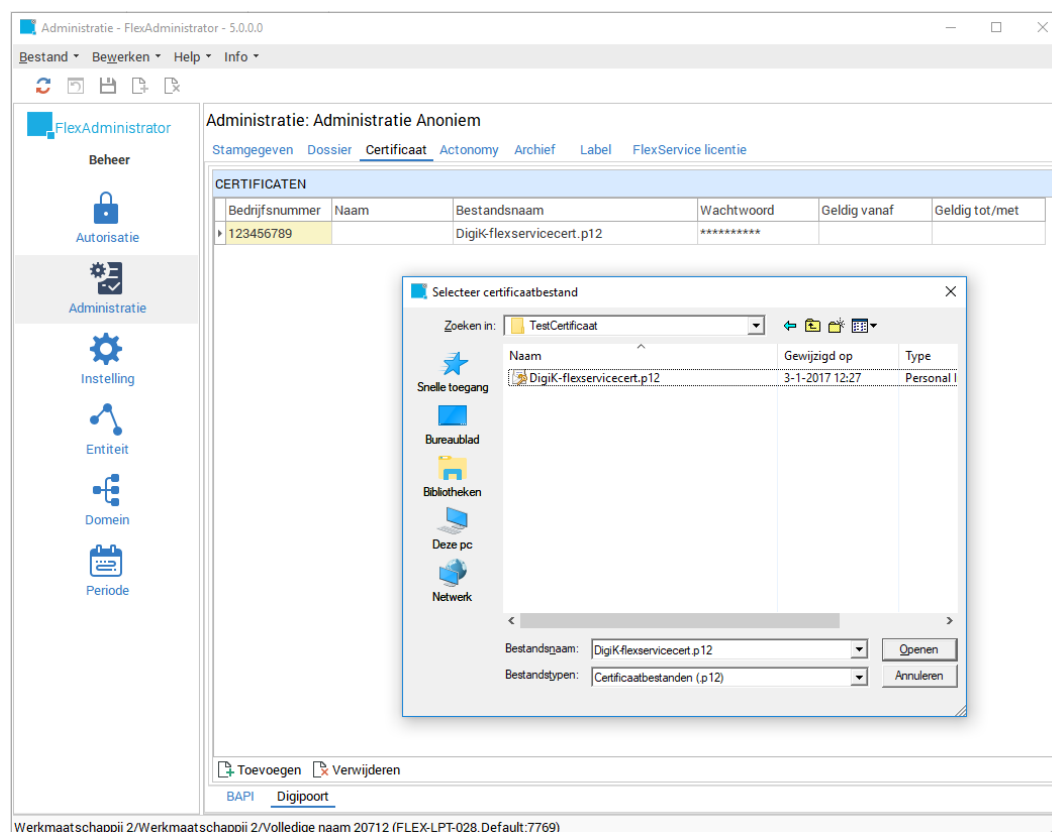 Administratie - FlexAdministrator - 5.0.0.0
Bestand Bewerken Help Info
FlexAdministrator
Beheer
Autorisatie
Administratie
Instelling
Entiteit
Domein
Periode
Administratie: Administratie Anoniem
Stamgegeven Dossier Certificaat Actonomy Archief Label FlexService licentie
CERTIFICATEN
Bedrijfsnummer Naam Bestandsnaam Wachtwoord Geldig vanaf Geldig tot/met
123456789 DigiK-flexservicecert.p12 **********
Selecteer certificaatbestand
Zoeken in: TestCertificaat
Naam Gewijzigd op Type
DigiK-flexservicecert.p12 3-1-2017 12:27 Personal I
Snelle toegang
Bureaublad
Bibliotheken
Deze pc
Netwerk
Bestandsnaam: DigiK-flexservicecert.p12 Openen
Bestandstypen: Certificaatbestanden (.p12) Annuleren
Toevoegen Verwijderen
BAPI Digipoort
Werkmaatschappij 2/Werkmaatschappij 2/Volledige naam 20712 (FLEX-LPT-028.Default:7769)